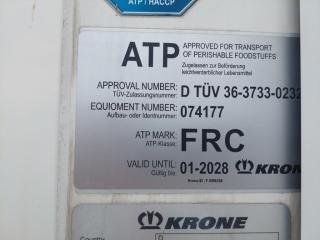 ATP / HACCP
ATP APPROVED FOR TRANSPORT
OF PERISHABLE FOODSTUFFS
Zugelassen zur Beförderung
leichtverderblicher Lebensmittel
APPROVAL NUMBER: D TÜV 36-3733-0232
TÜV-Zulassungsnummer:
EQUIOMENT NUMBER: 074177
Aufbau- oder Identnummer:
ATP MARK: FRC
ATP-Klasse:
VALID UNTIL: 01-2028 KRONE
Gültig bis:
KRONE
Country D